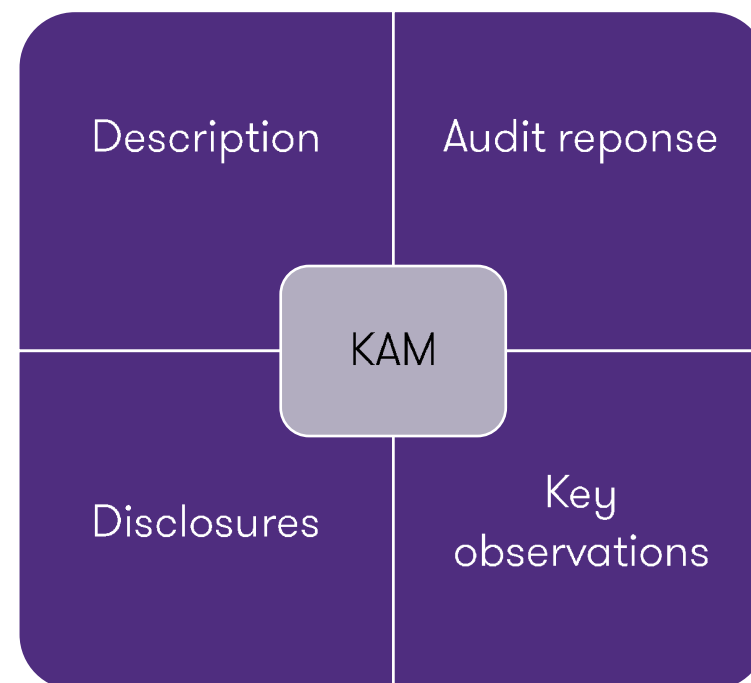 Description
Audit reponse
KAM
Disclosures
Key
observations